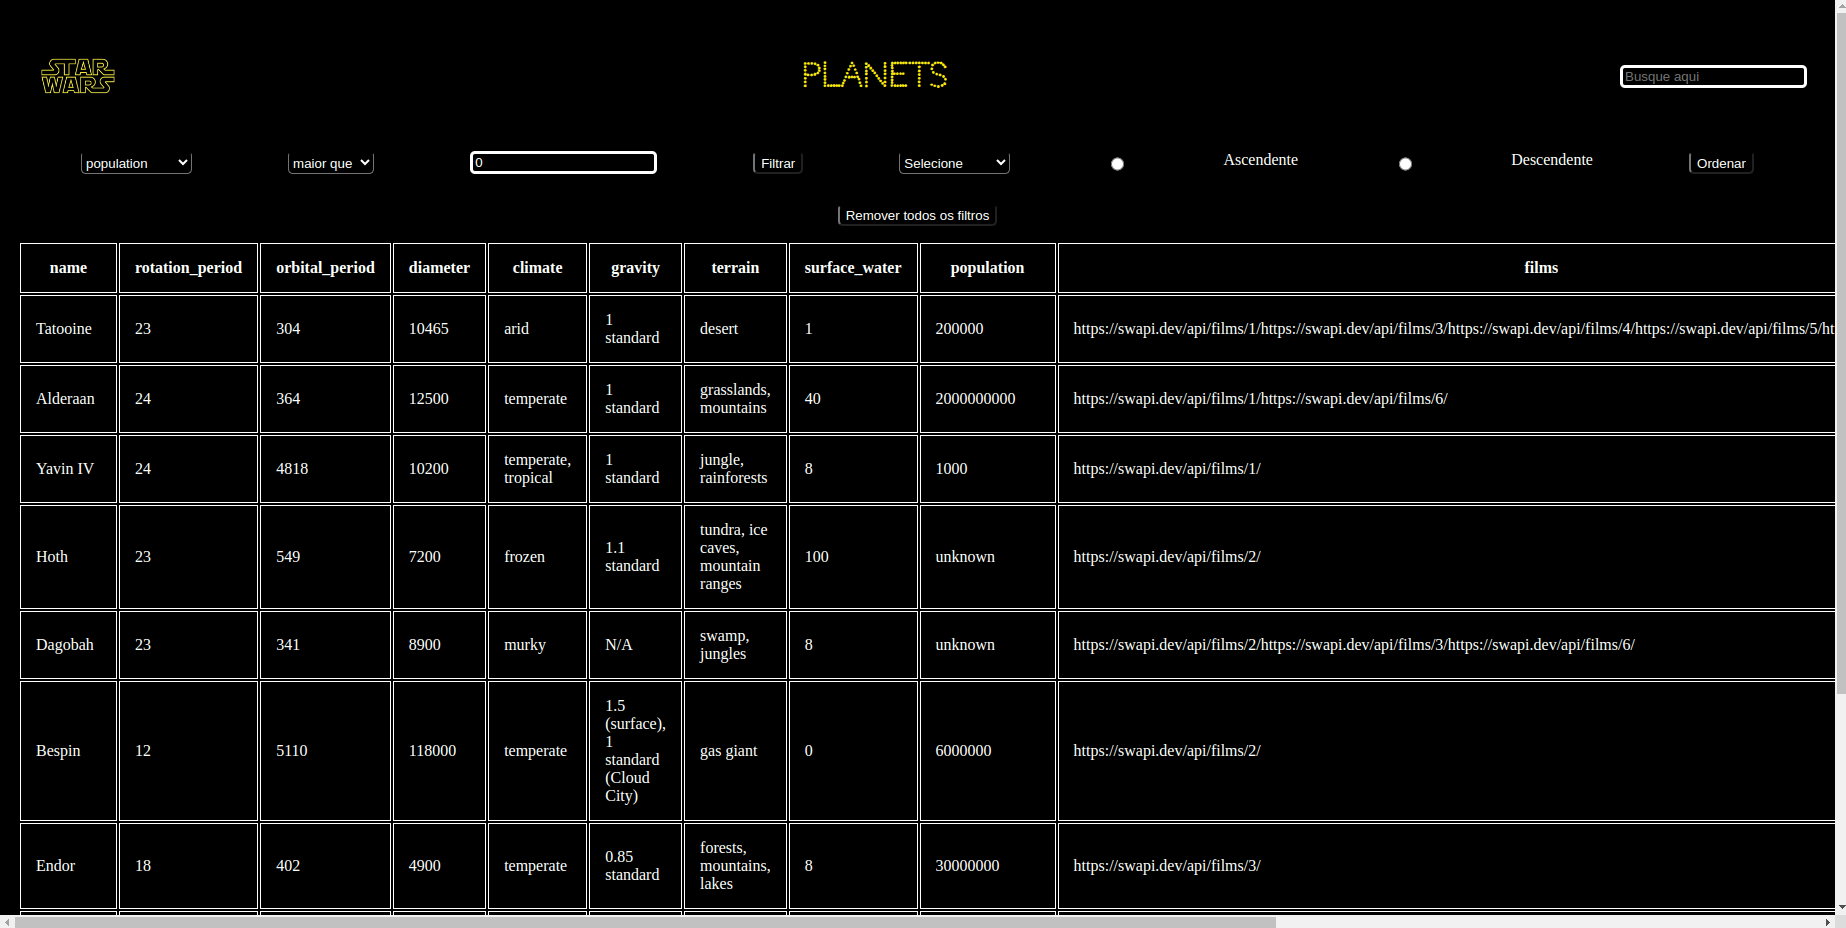 STAR WARS
PLANETS
Busque aqui
population maior que 0 Filtrar Selecione Ascendente Descendente Ordenar
Remover todos os filtros
name rotation_period orbital_period diameter climate gravity terrain surface_water population films
Tatooine 23 304 10465 arid 1 standard desert 1 200000 https://swapi.dev/api/films/1/https://swapi.dev/api/films/3/https://swapi.dev/api/films/4/https://swapi.dev/api/films/5/ht
Alderaan 24 364 12500 temperate 1 standard grasslands, mountains 40 2000000000 https://swapi.dev/api/films/1/https://swapi.dev/api/films/6/
Yavin IV 24 4818 10200 temperate, tropical 1 standard jungle, rainforests 8 1000 https://swapi.dev/api/films/1/
Hoth 23 549 7200 frozen 1.1 standard tundra, ice caves, mountain ranges 100 unknown https://swapi.dev/api/films/2/
Dagobah 23 341 8900 murky N/A swamp, jungles 8 unknown https://swapi.dev/api/films/2/https://swapi.dev/api/films/3/https://swapi.dev/api/films/6/
Bespin 12 5110 118000 temperate 1.5 (surface), 1 standard (Cloud City) gas giant 0 6000000 https://swapi.dev/api/films/2/
Endor 18 402 4900 temperate 0.85 standard forests, mountains, lakes 8 30000000 https://swapi.dev/api/films/3/